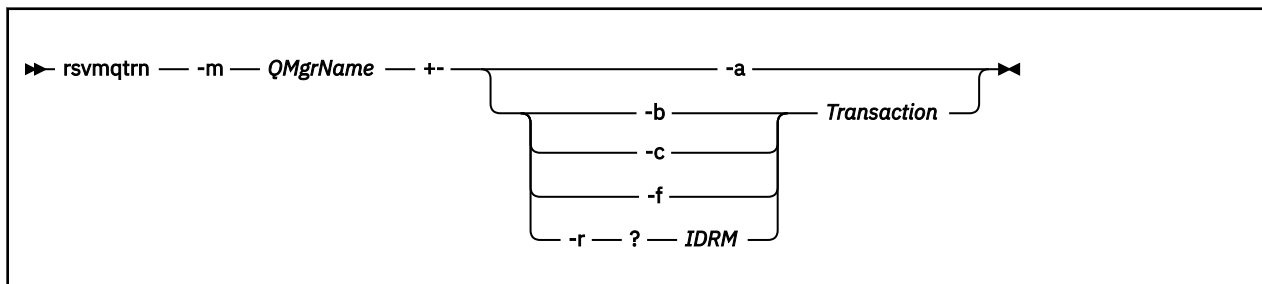 rsvmqtrn -m QMgrName +- -a
-b Transaction
-c
-f
-r ? IDRM